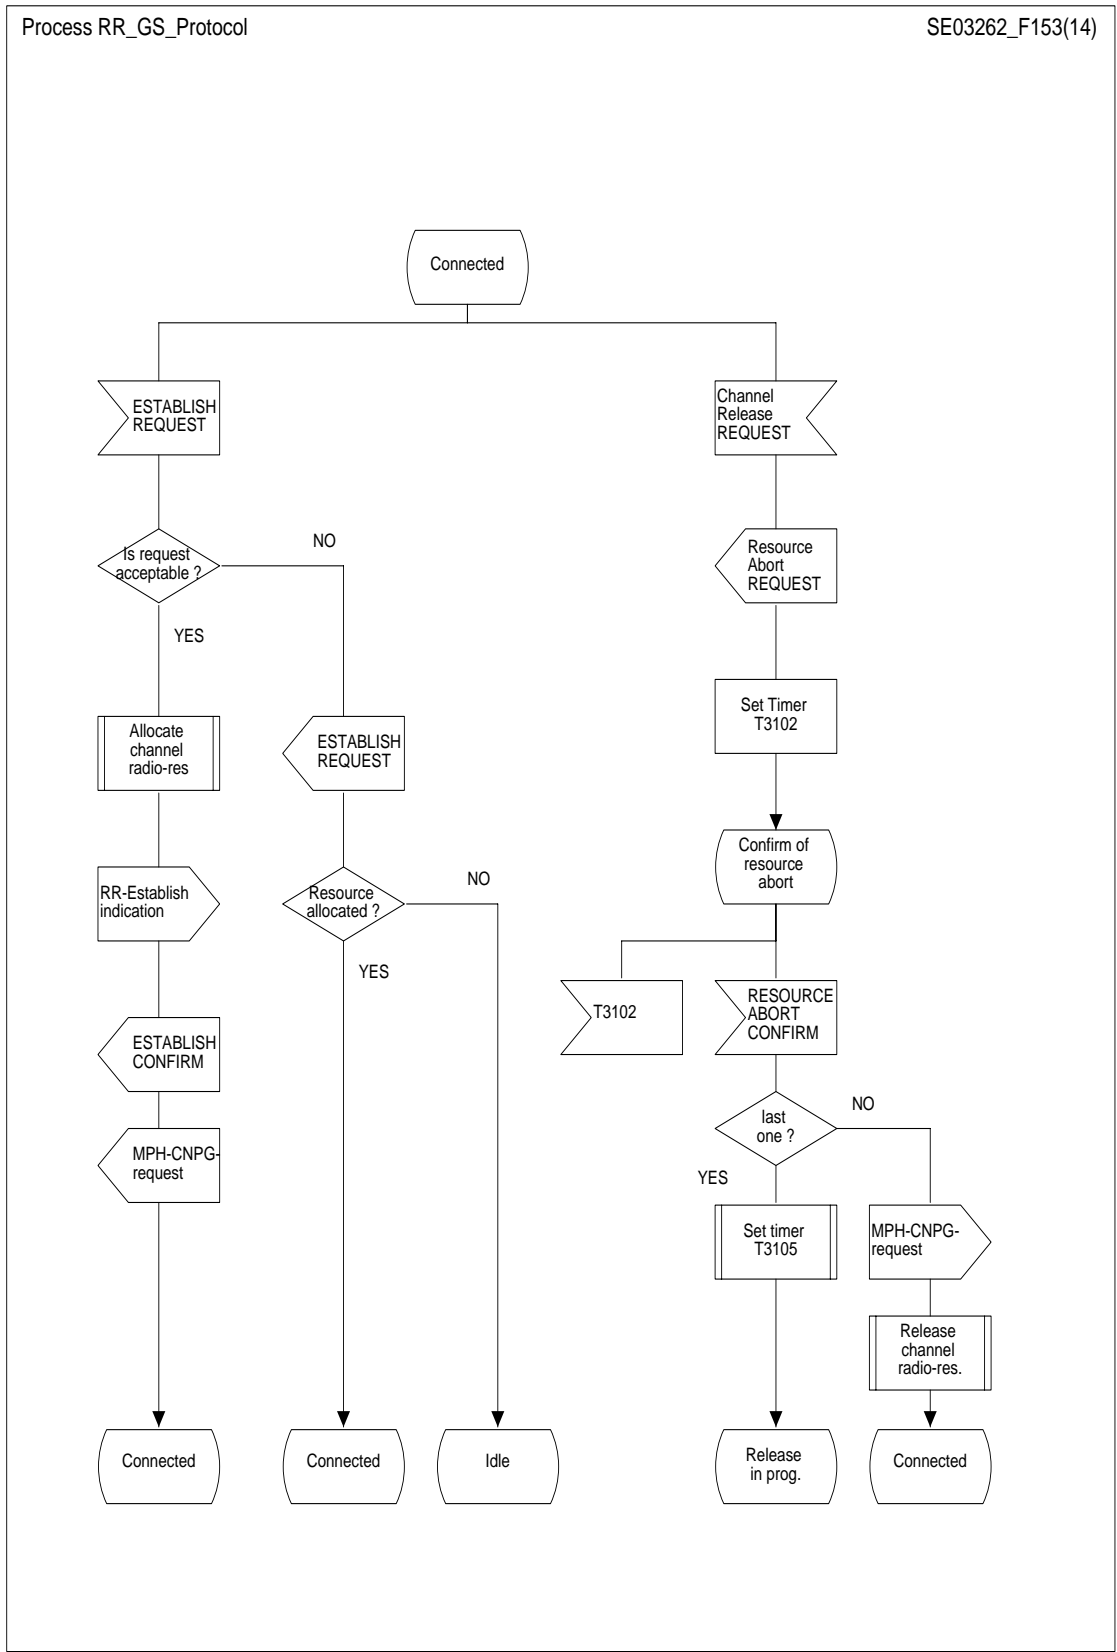 Process RR_GS_Protocol
SE03262_F153(14)
Connected
ESTABLISH
REQUEST
Channel
Release
REQUEST
Is request
acceptable ?
NO
YES
Resource
Abort
REQUEST
Set Timer
T3102
Allocate
channel
radio-res
ESTABLISH
REQUEST
Confirm of
resource
abort
RR-Establish
indication
Resource
allocated ?
NO
YES
T3102
RESOURCE
ABORT
CONFIRM
ESTABLISH
CONFIRM
last
one ?
NO
YES
MPH-CNPG-
request
Set timer
T3105
MPH-CNPG-
request
Release
channel
radio-res.
Connected
Connected
Idle
Release
in prog.
Connected